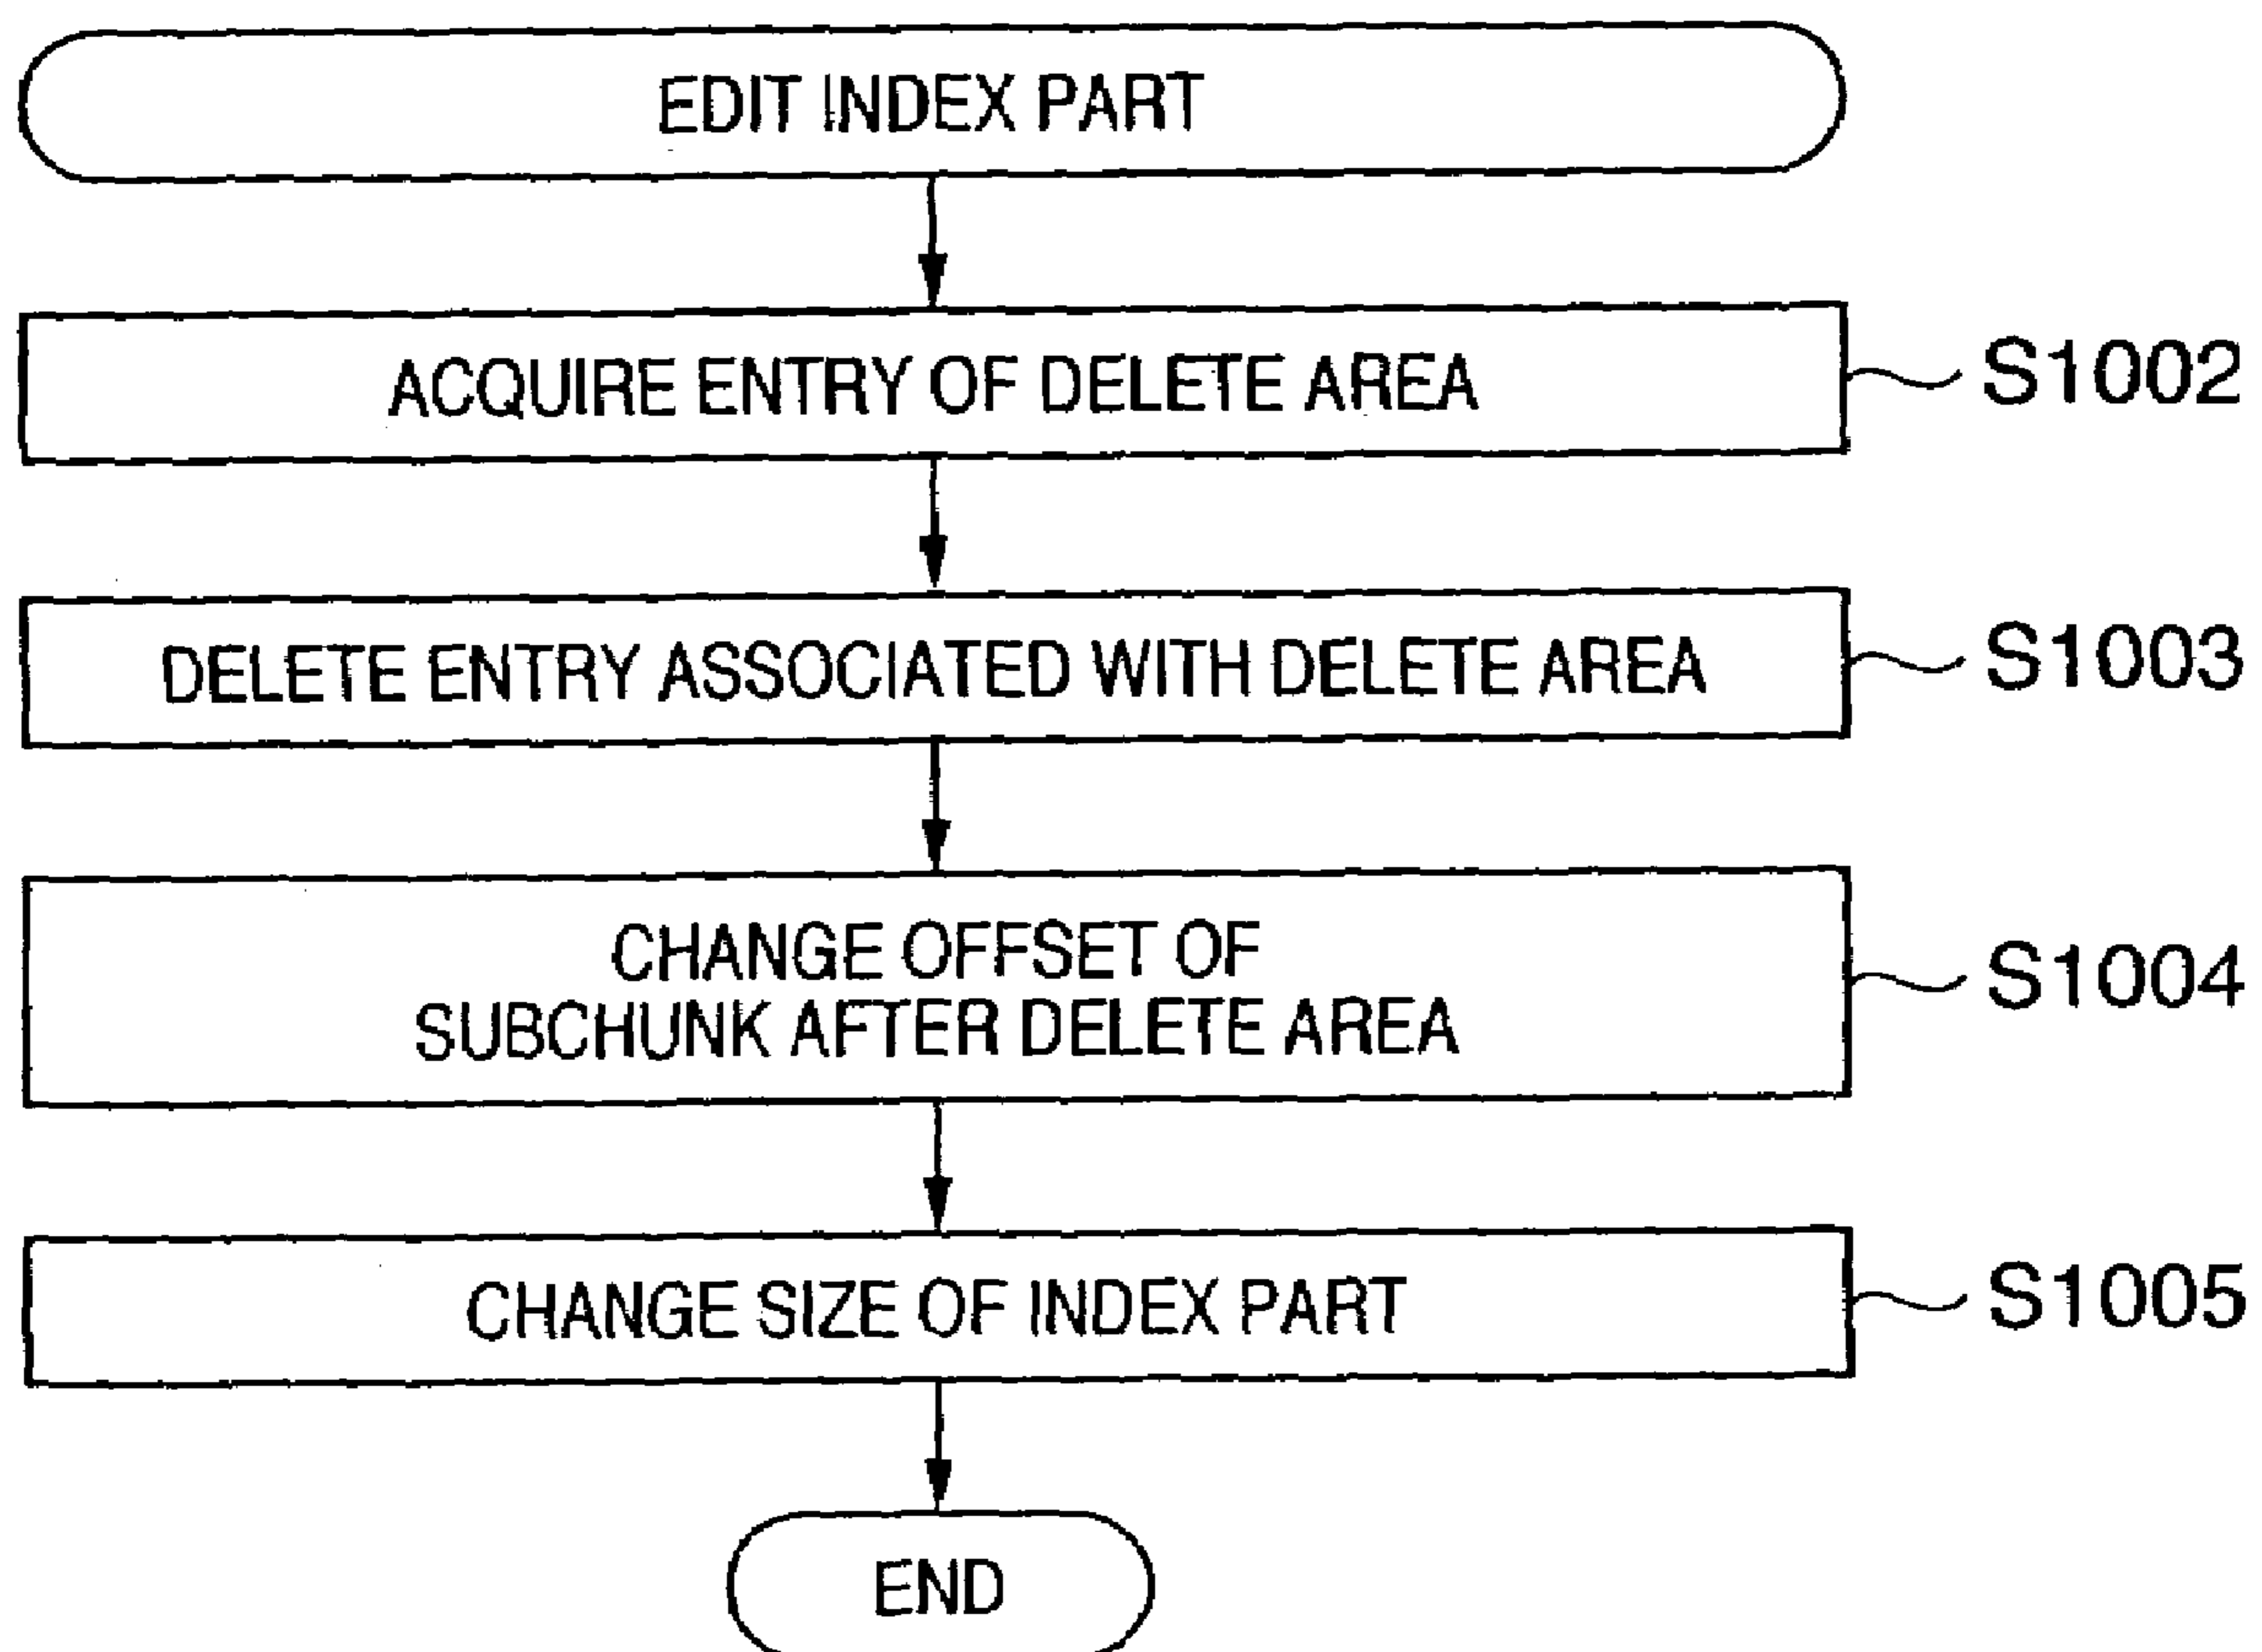 EDIT INDEX PART
ACQUIRE ENTRY OF DELETE AREA
S1002
DELETE ENTRY ASSOCIATED WITH DELETE AREA
S1003
CHANGE OFFSET OF
SUBCHUNK AFTER DELETE AREA
S1004
CHANGE SIZE OF INDEX PART
S1005
END